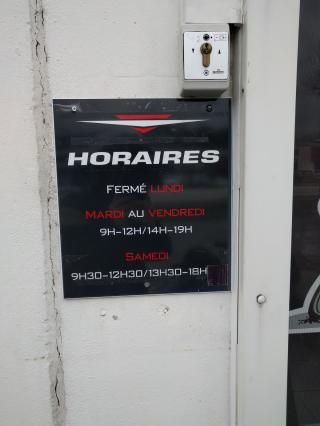 HORAIRES
FERMÉ LUNDI
MARDI AU VENDREDI
9H-12H/14H-19H
SAMEDI
9H30-12H30/13H30-18H